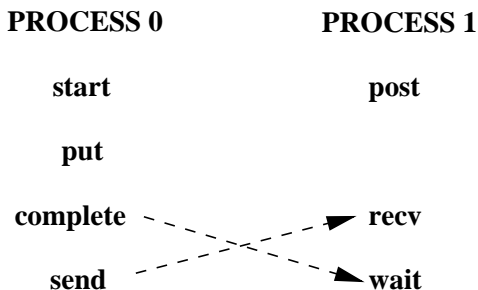 PROCESS 0 PROCESS 1
start post
put
complete recv
send wait